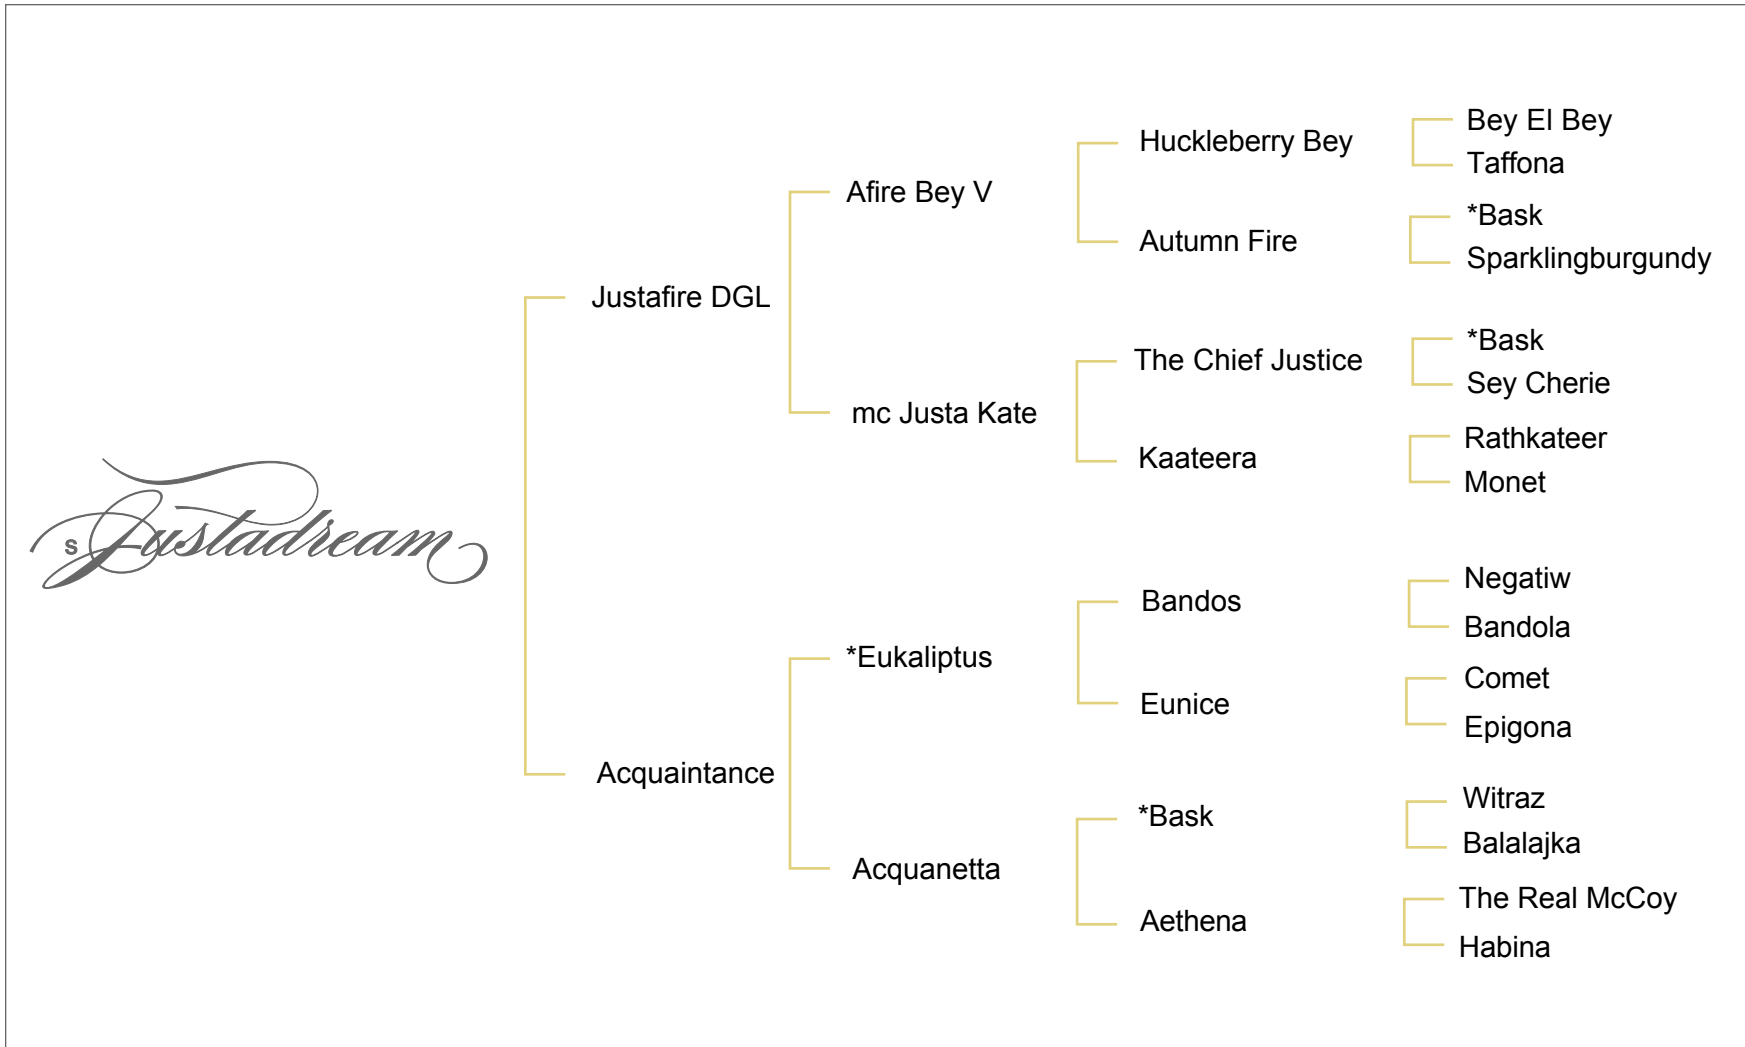 s Justadream
Justafire DGL
Acquaintance
Afire Bey V
mc Justa Kate
*Eukaliptus
Acquanetta
Huckleberry Bey
Autumn Fire
The Chief Justice
Kaateera
Bandos
Eunice
*Bask
Aethena
Bey El Bey
Taffona
*Bask
Sparklingburgundy
*Bask
Sey Cherie
Rathkateer
Monet
Negatiw
Bandola
Comet
Epigona
Witraz
Balalajka
The Real McCoy
Habina